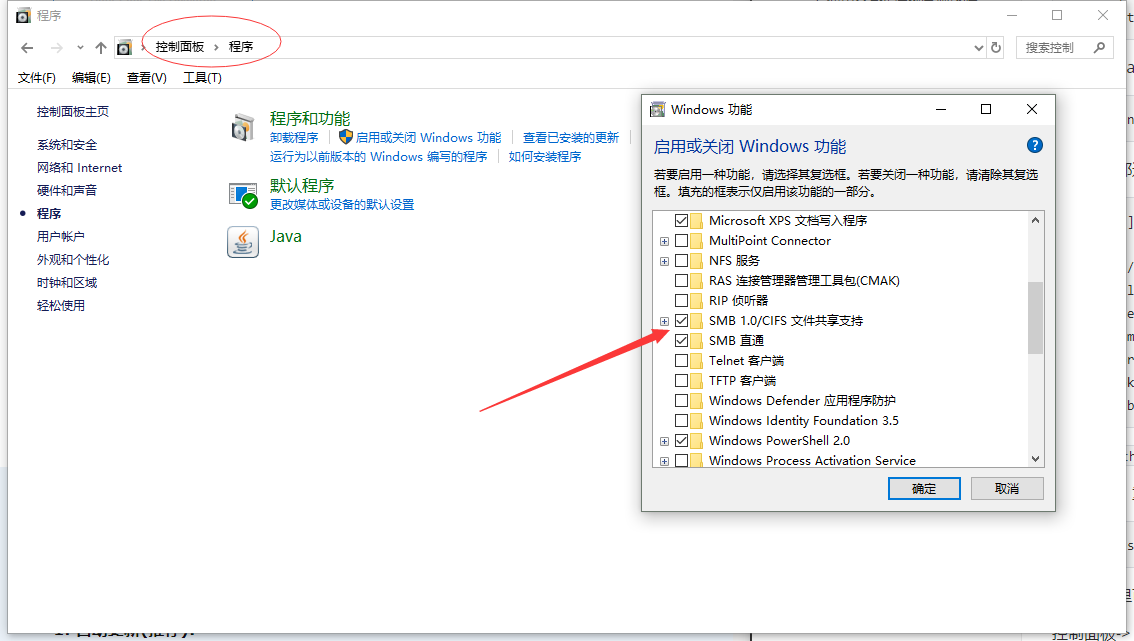 程序
控制面板 › 程序
搜索控制
文件(F) 编辑(E) 查看(V) 工具(T)
控制面板主页
系统和安全
网络和 Internet
硬件和声音
程序
用户帐户
外观和个性化
时钟和区域
轻松使用
程序和功能
卸载程序 启用或关闭 Windows 功能 查看已安装的更新
运行为以前版本的 Windows 编写的程序 如何安装程序
默认程序
更改媒体或设备的默认设置
Java
Windows 功能
启用或关闭 Windows 功能
若要启用一种功能，请选择其复选框。若要关闭一种功能，请清除其复选
框。填充的框表示仅启用该功能的一部分。
Microsoft XPS 文档写入程序
MultiPoint Connector
NFS 服务
RAS 连接管理器管理工具包(CMAK)
RIP 侦听器
SMB 1.0/CIFS 文件共享支持
SMB 直通
Telnet 客户端
TFTP 客户端
Windows Defender 应用程序防护
Windows Identity Foundation 3.5
Windows PowerShell 2.0
Windows Process Activation Service
确定 取消
控制面板->